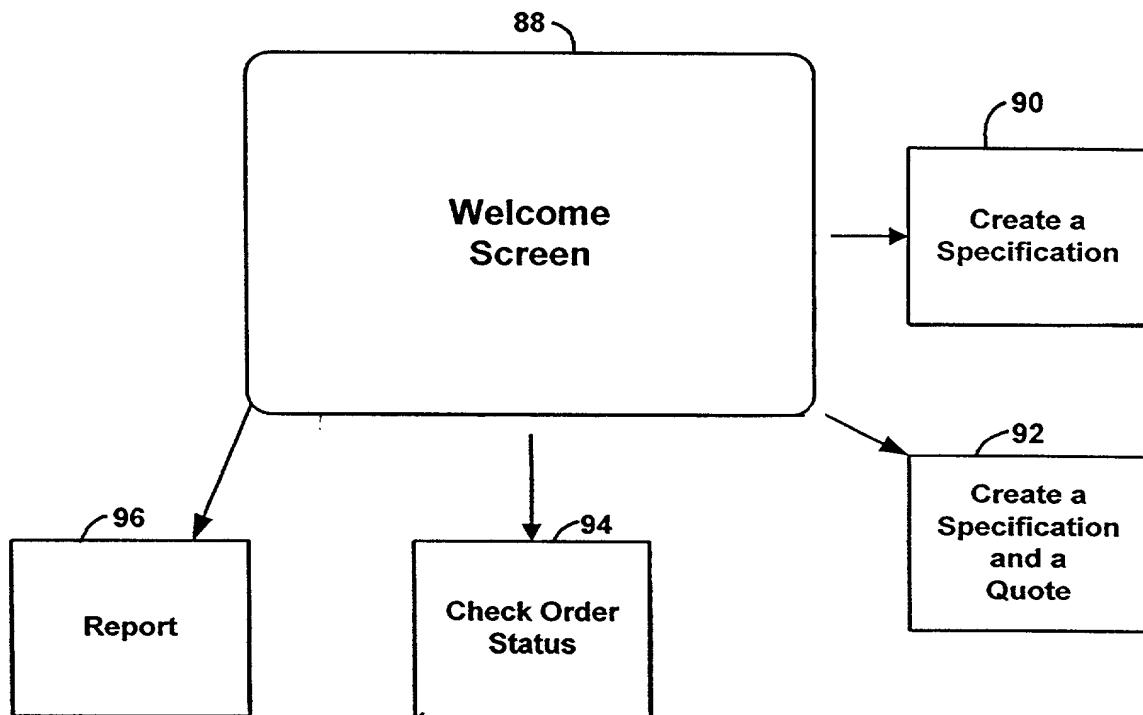 88
Welcome
Screen
90
Create a
Specification
92
Create a
Specification
and a
Quote
94
Check Order
Status
96
Report